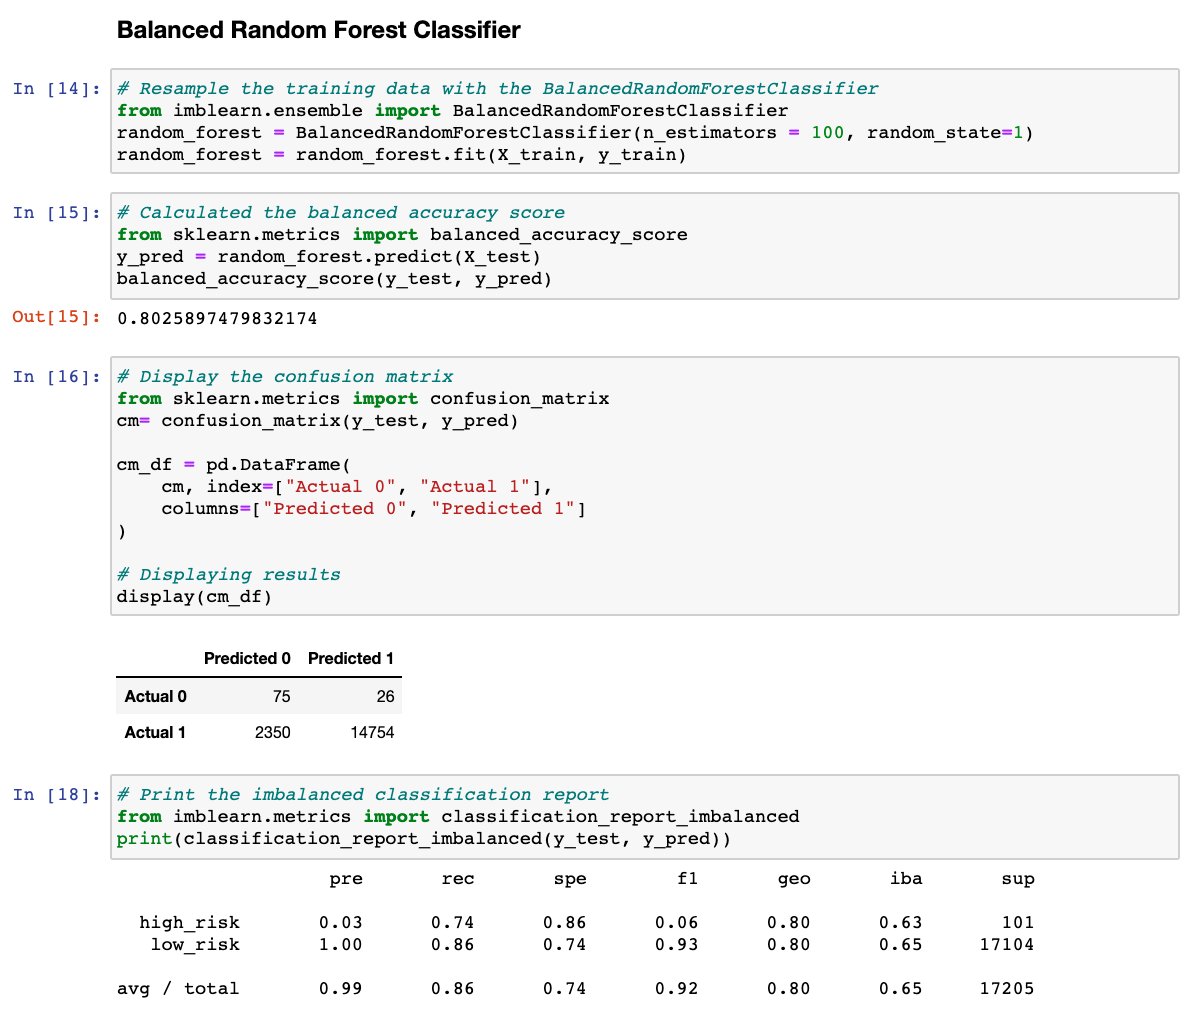 Balanced Random Forest Classifier
In [14]: # Resample the training data with the BalancedRandomForestClassifier
from imblearn.ensemble import BalancedRandomForestClassifier
random_forest = BalancedRandomForestClassifier(n_estimators = 100, random_state=1)
random_forest = random_forest.fit(X_train, y_train)
In [15]: # Calculated the balanced accuracy score
from sklearn.metrics import balanced_accuracy_score
y_pred = random_forest.predict(X_test)
balanced_accuracy_score(y_test, y_pred)
Out[15]: 0.8025897479832174
In [16]: # Display the confusion matrix
from sklearn.metrics import confusion_matrix
cm= confusion_matrix(y_test, y_pred)
cm_df = pd.DataFrame(
    cm, index=["Actual 0", "Actual 1"],
    columns=["Predicted 0", "Predicted 1"]
)
# Displaying results
display(cm_df)
Predicted 0 Predicted 1
Actual 0 75 26
Actual 1 2350 14754
In [18]: # Print the imbalanced classification report
from imblearn.metrics import classification_report_imbalanced
print(classification_report_imbalanced(y_test, y_pred))
pre rec spe f1 geo iba sup
high_risk 0.03 0.74 0.86 0.06 0.80 0.63 101
low_risk 1.00 0.86 0.74 0.93 0.80 0.65 17104
avg / total 0.99 0.86 0.74 0.92 0.80 0.65 17205